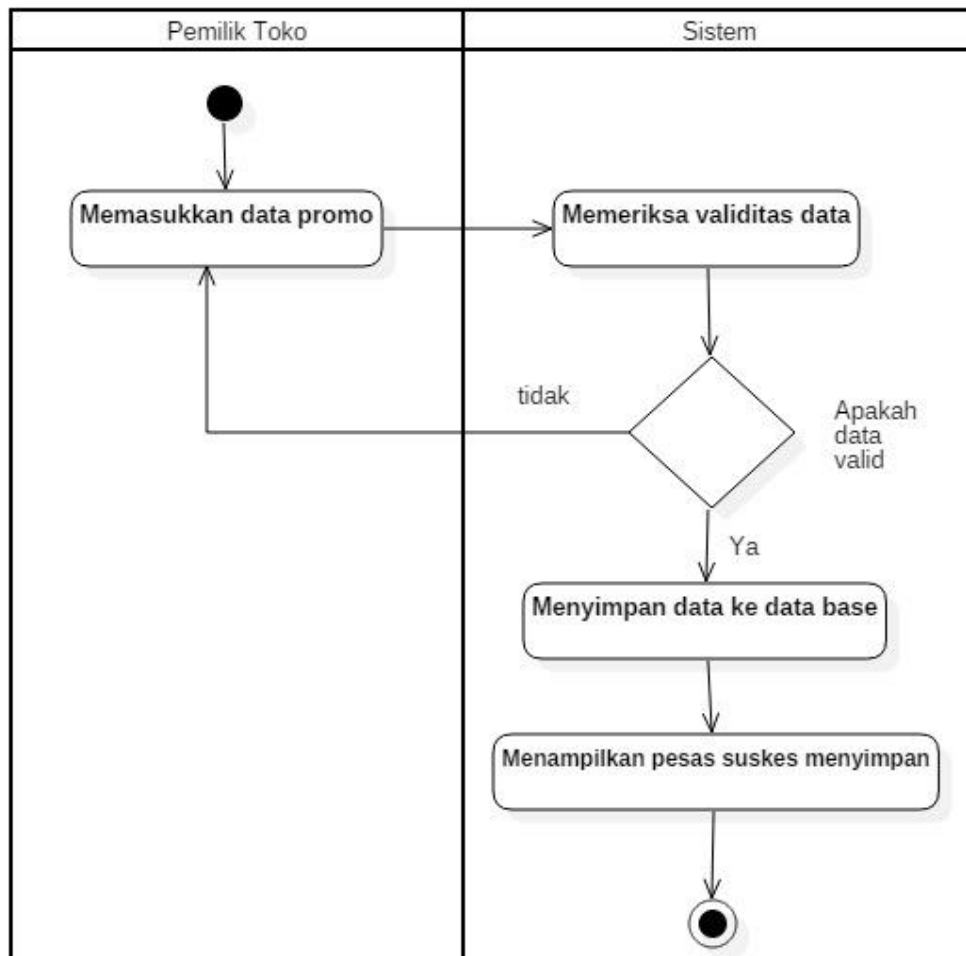 Pemilik Toko
Sistem
Memasukkan data promo
Memeriksa validitas data
tidak
Apakah
data
valid
Ya
Menyimpan data ke data base
Menampilkan pesas suskes menyimpan